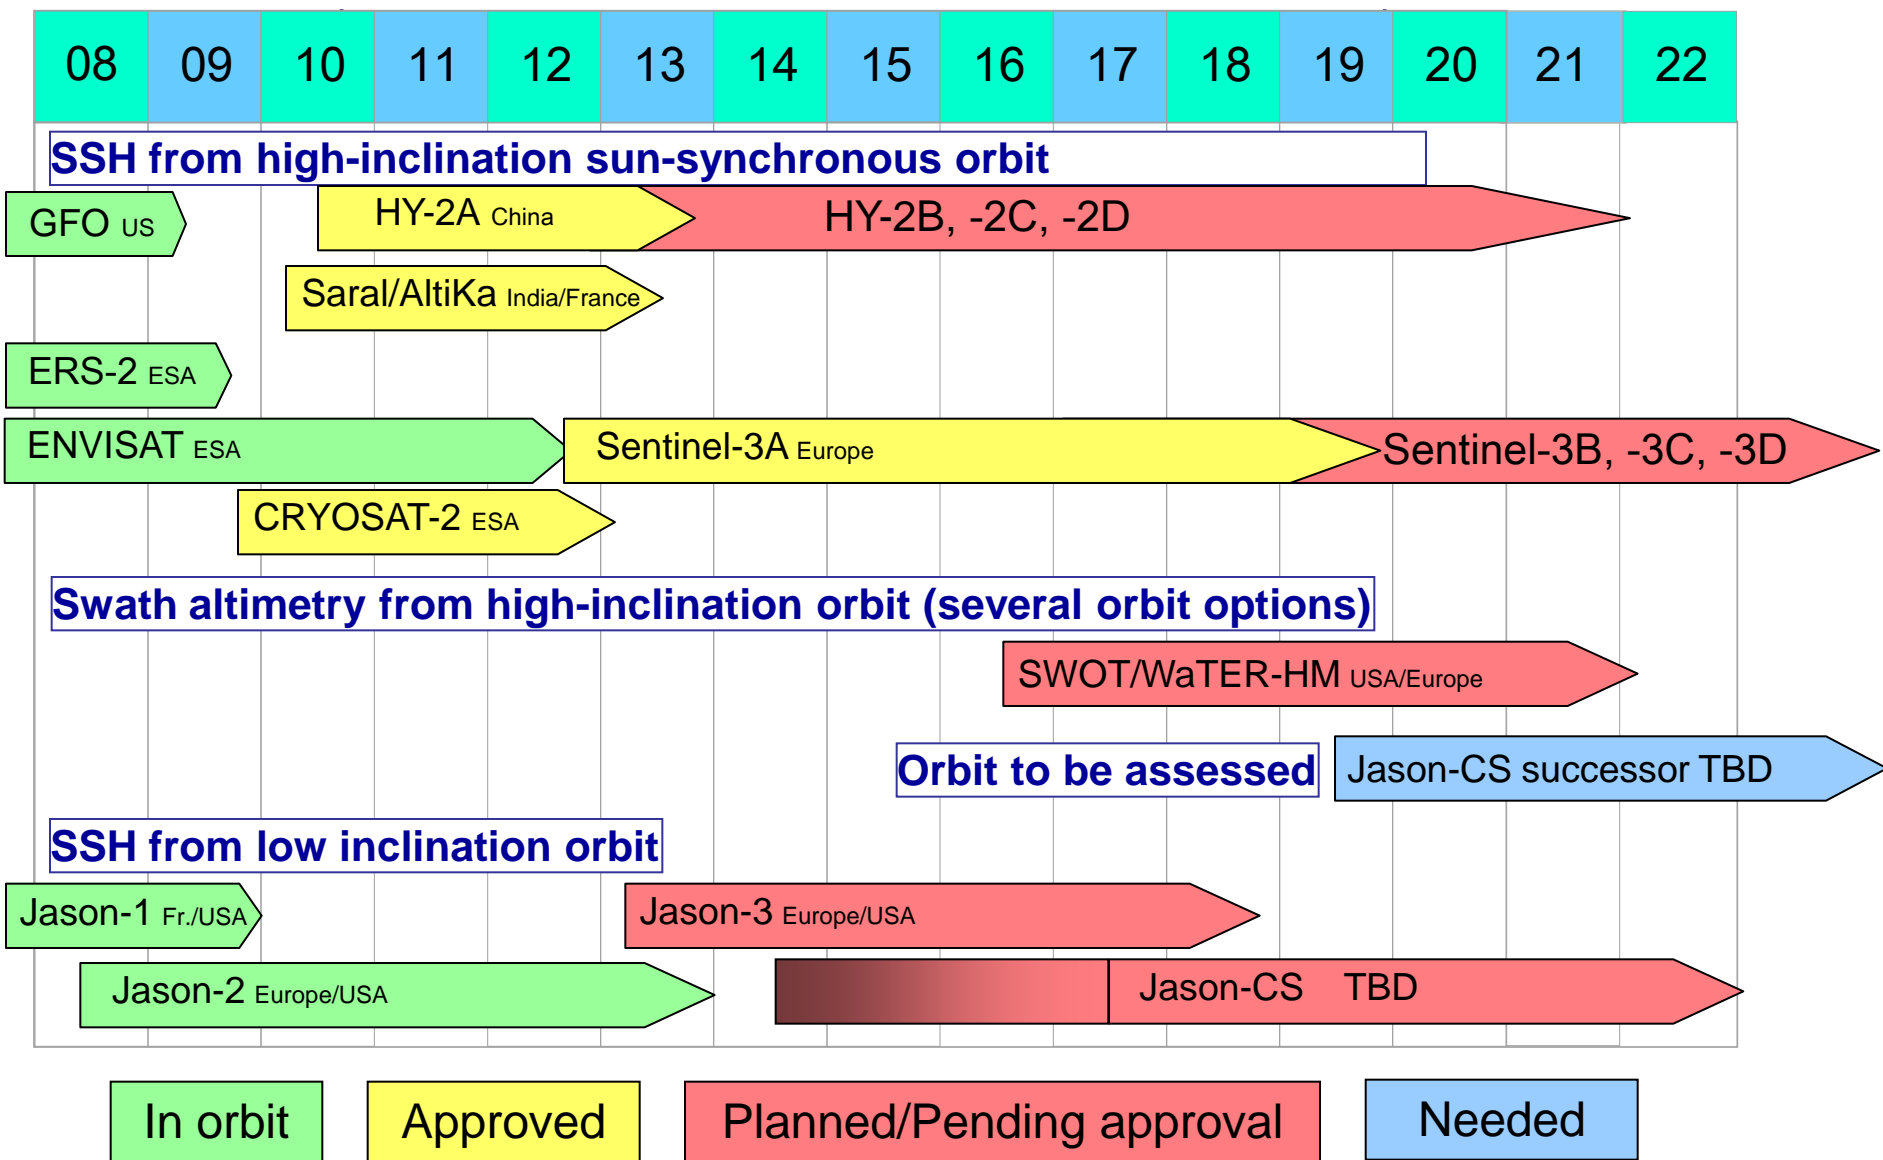 08 09 10 11 12 13 14 15 16 17 18 19 20 21 22
SSH from high-inclination sun-synchronous orbit
GFO US
HY-2A China
HY-2B, -2C, -2D
Saral/AltiKa India/France
ERS-2 ESA
ENVISAT ESA
Sentinel-3A Europe
Sentinel-3B, -3C, -3D
CRYOSAT-2 ESA
Swath altimetry from high-inclination orbit (several orbit options)
SWOT/WaTER-HM USA/Europe
Orbit to be assessed
Jason-CS successor TBD
SSH from low inclination orbit
Jason-1 Fr./USA
Jason-3 Europe/USA
Jason-2 Europe/USA
Jason-CS TBD
In orbit
Approved
Planned/Pending approval
Needed